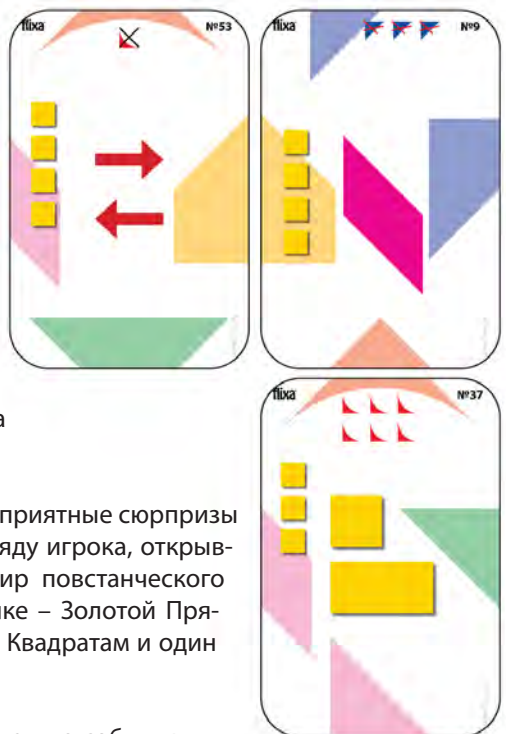 flixa №53
flixa №9
а
flixa №37
приятные сюрпризы
яду игрока, открыв-
ир повстанческого
ке – Золотой Пря-
Квадратам и один